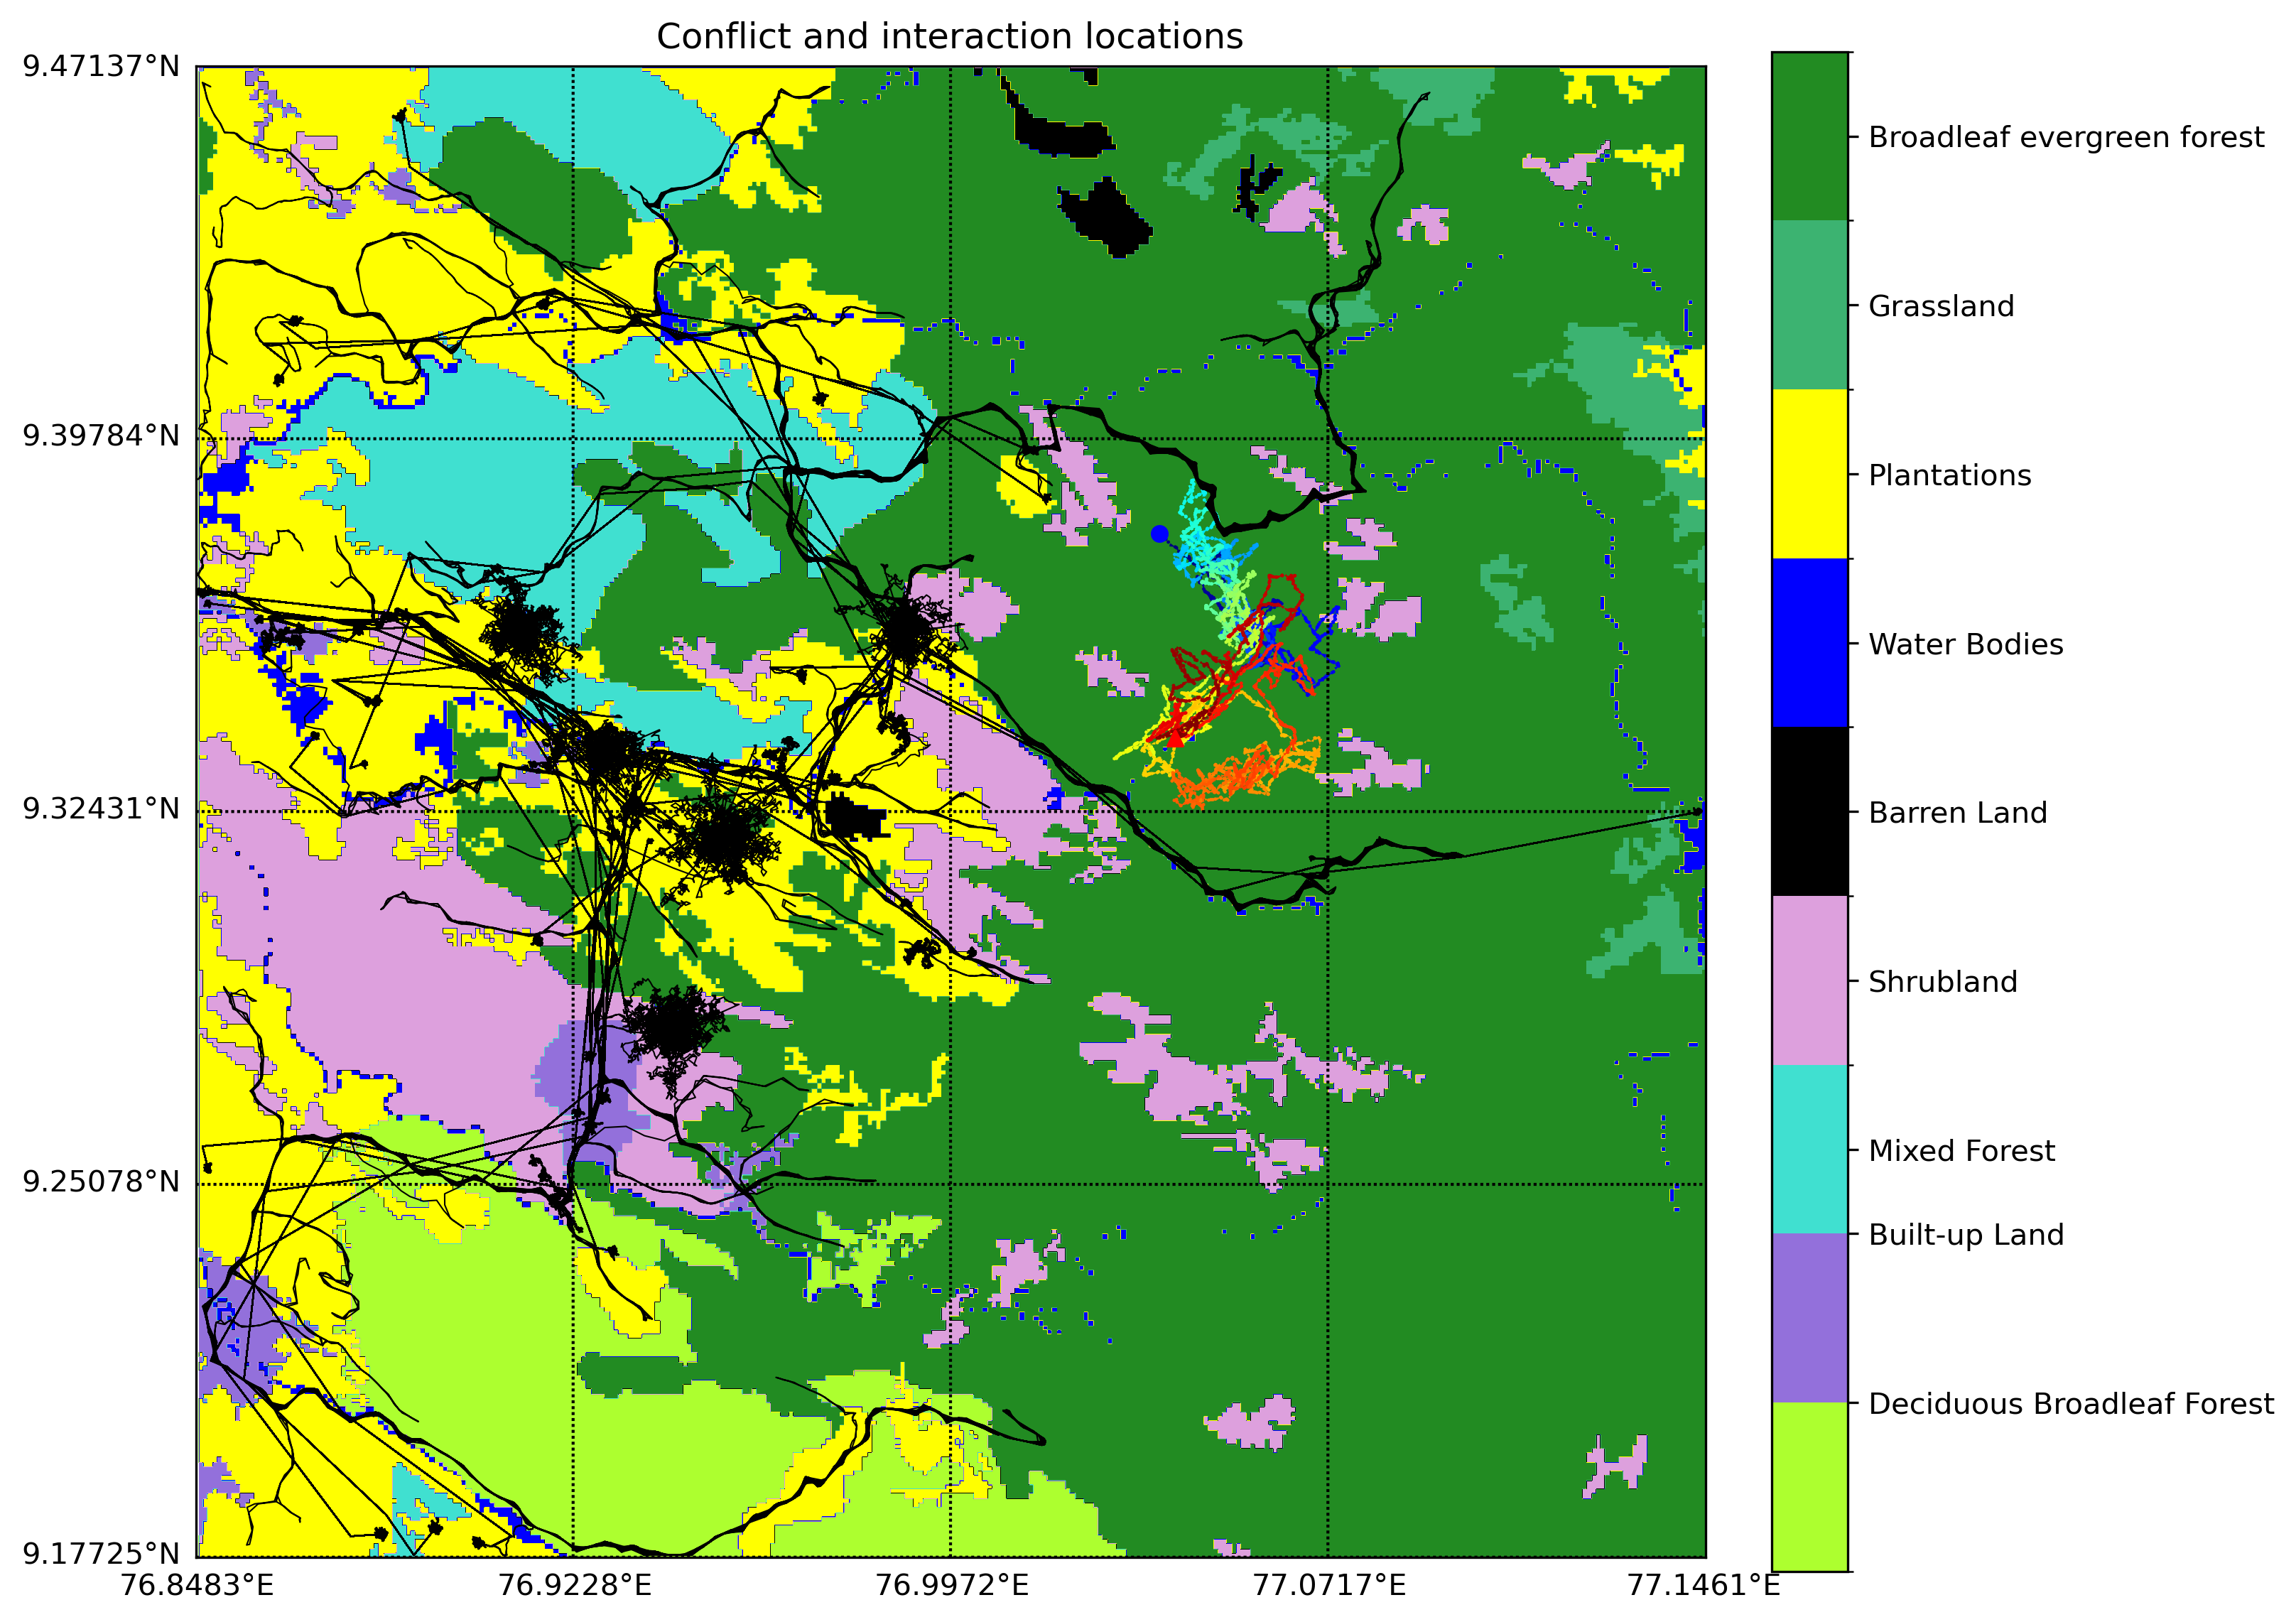 Conflict and interaction locations
9.47137°N
9.39784°N
9.32431°N
9.25078°N
9.17725°N
76.8483°E
76.9228°E
76.9972°E
77.0717°E
77.1461°E
Broadleaf evergreen forest
Grassland
Plantations
Water Bodies
Barren Land
Shrubland
Mixed Forest
Built-up Land
Deciduous Broadleaf Forest